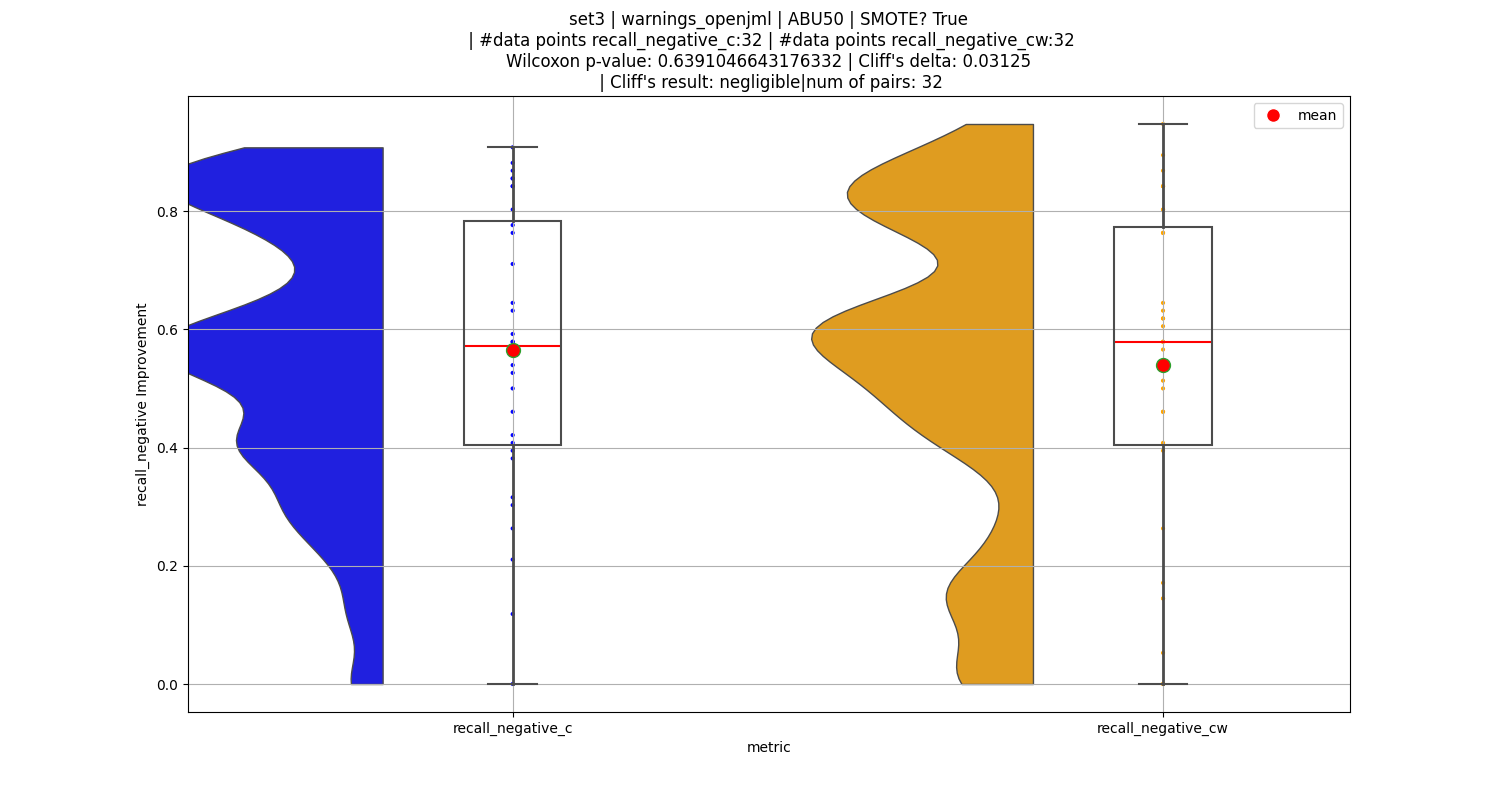 set3 | warnings_openjml | ABU50 | SMOTE? True
| #data points recall_negative_c:32 | #data points recall_negative_cw:32
Wilcoxon p-value: 0.6391046643176332 | Cliff's delta: 0.03125
| Cliff's result: negligible|num of pairs: 32
mean
recall_negative Improvement
0.8
0.6
0.4
0.2
0.0
recall_negative_c
recall_negative_cw
metric